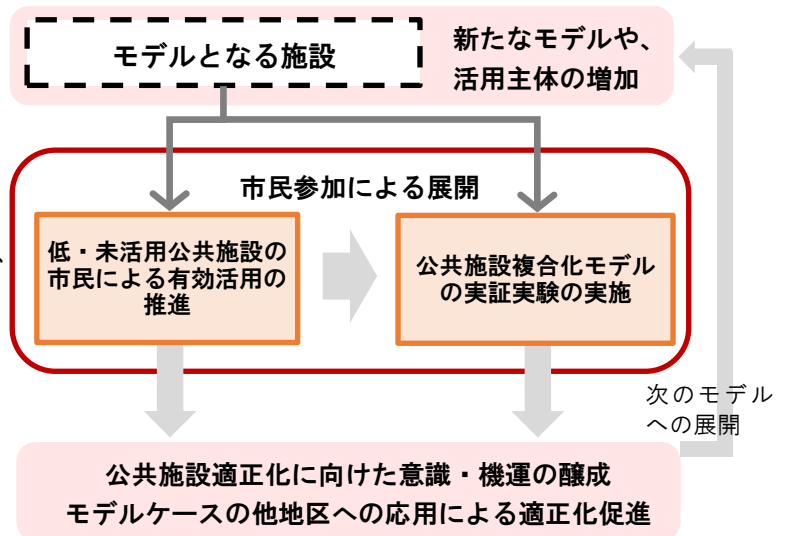 モデルとなる施設
新たなモデルや、
活用主体の増加
市民参加による展開
低・未活用公共施設の
市民による有効活用の
推進
公共施設複合化モデル
の実証実験の実施
次のモデル
への展開
公共施設適正化に向けた意識・機運の醸成
モデルケースの他地区への応用による適正化促進